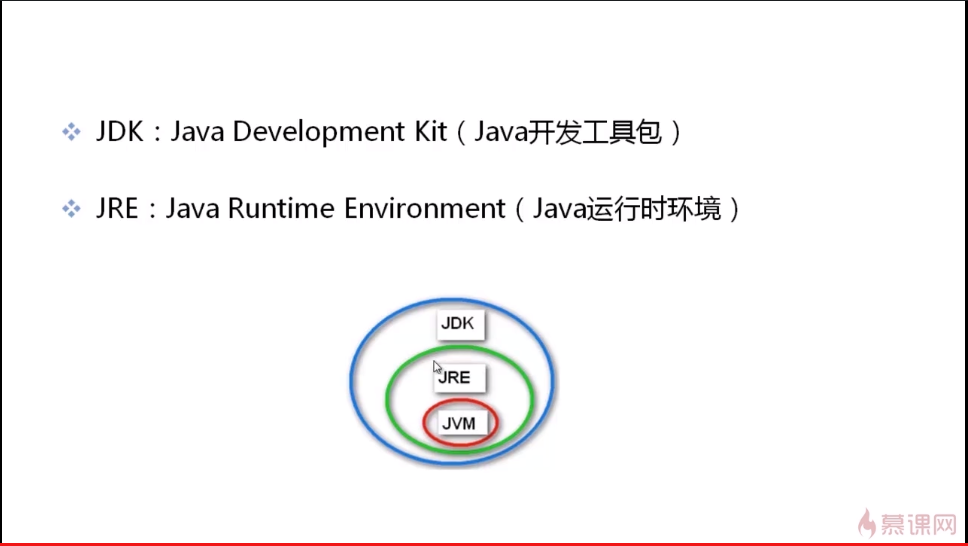 JDK：Java Development Kit（Java开发工具包）
JRE：Java Runtime Environment（Java运行时环境）
JDK
JRE
JVM
慕课网